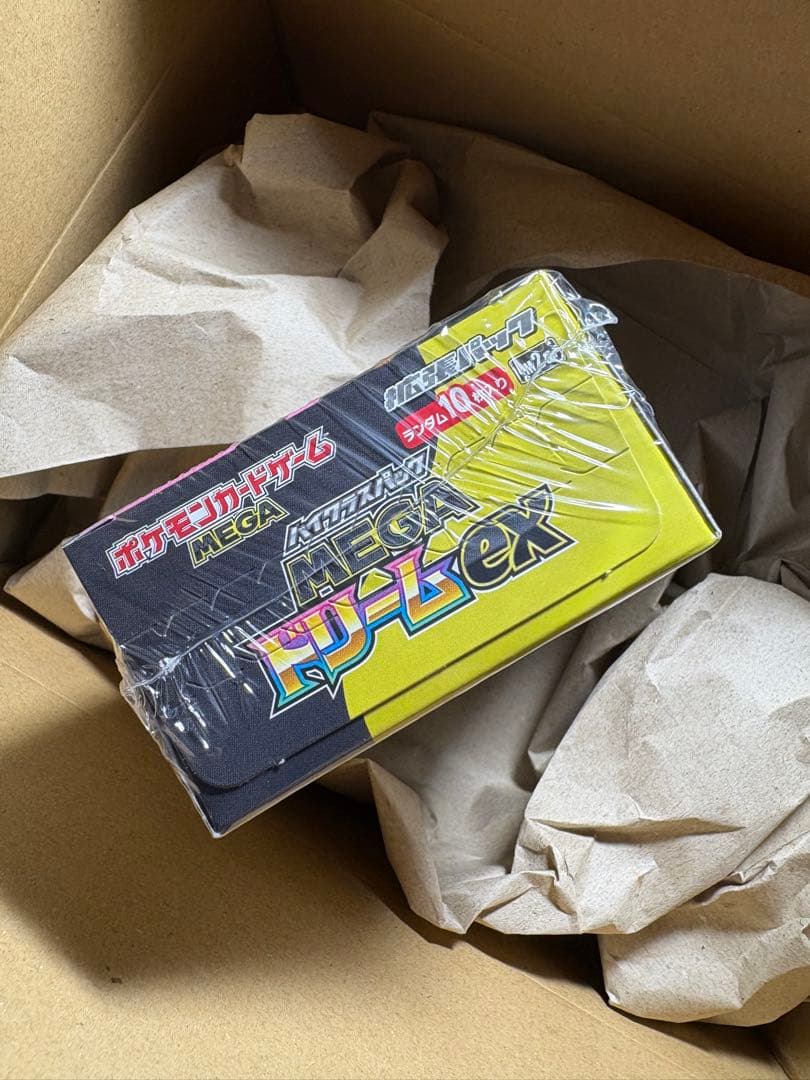 拡張パック
ランダム10枚入り
ポケモンカードゲーム
MEGA
ハイクラスパック
MEGA
ドリームex